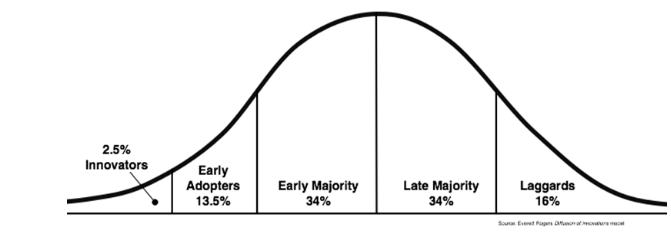 2.5%
Innovators
Early
Adopters
13.5%
Early Majority
34%
Late Majority
34%
Laggards
16%
Source: Everett Rogers Diffusion of Innovations model